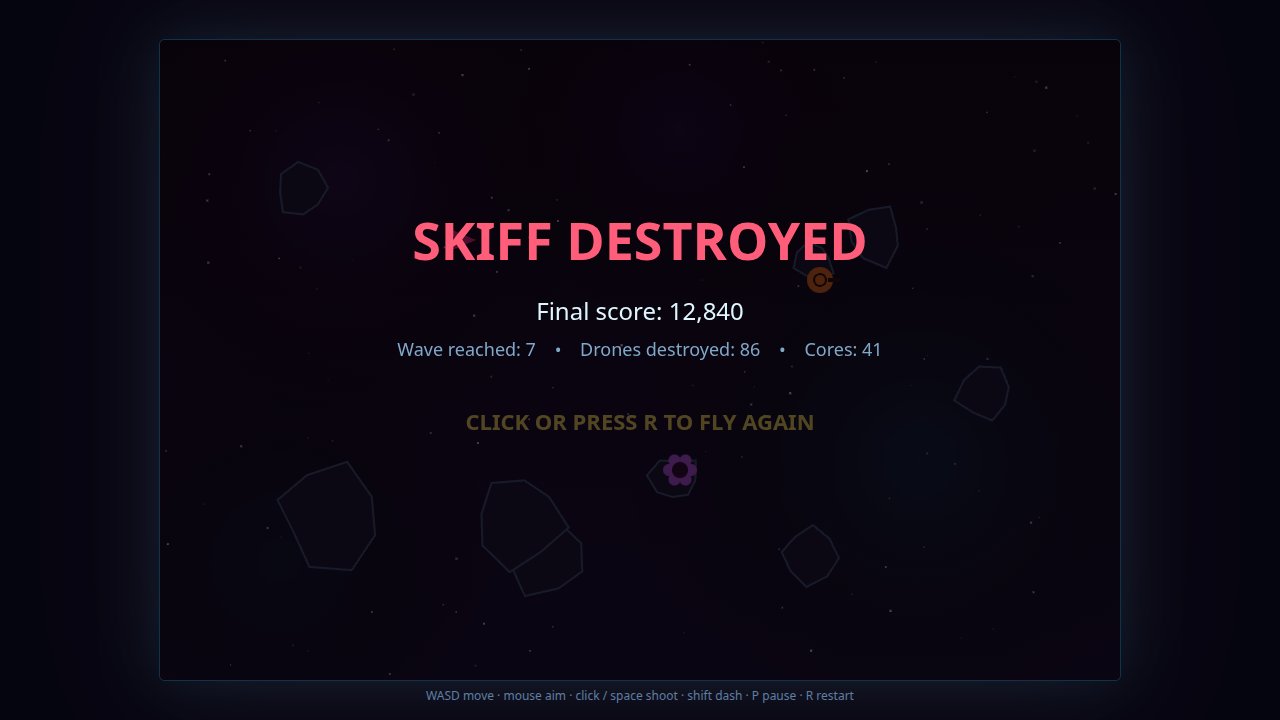 SKIFF DESTROYED
Final score: 12,840
Wave reached: 7 • Drones destroyed: 86 • Cores: 41
CLICK OR PRESS R TO FLY AGAIN
WASD move · mouse aim · click / space shoot · shift dash · P pause · R restart